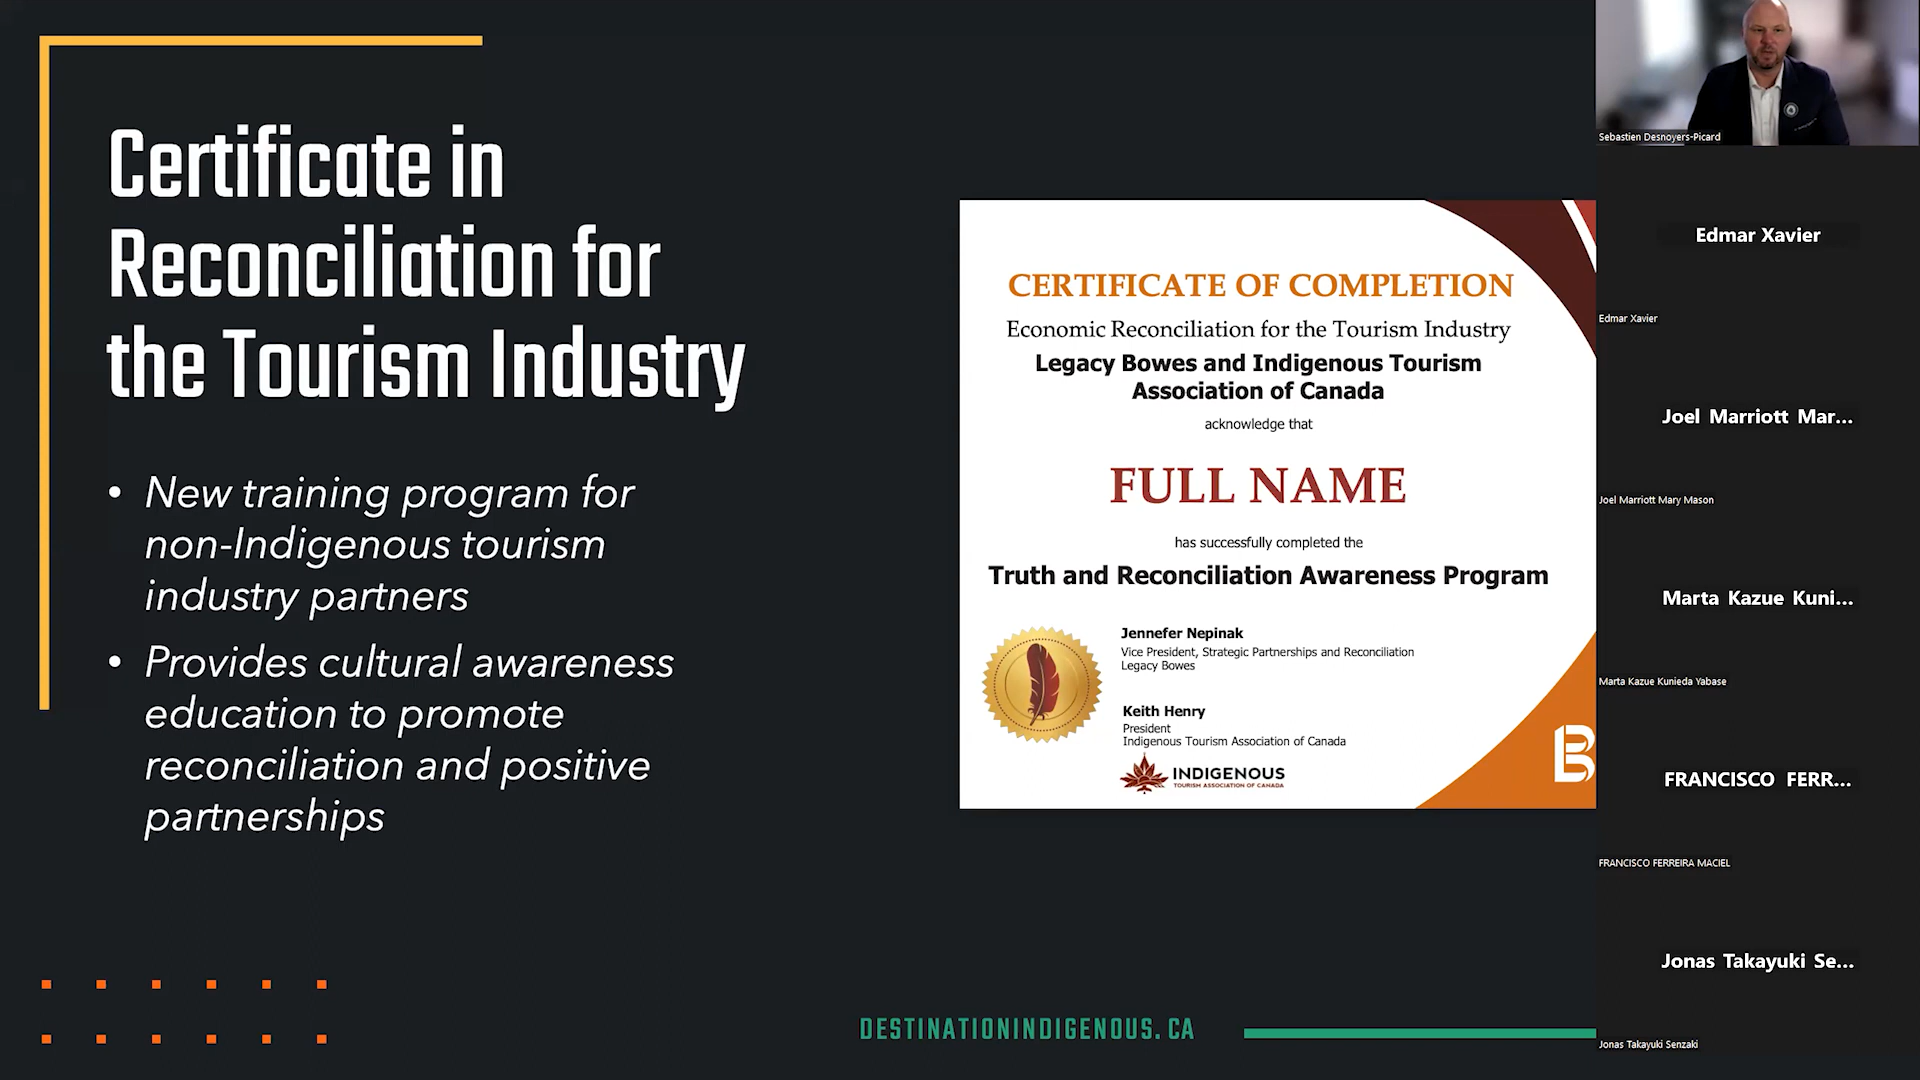 Certificate in
Reconciliation for
the Tourism Industry
• New training program for
non-Indigenous tourism
industry partners
• Provides cultural awareness
education to promote
reconciliation and positive
partnerships
CERTIFICATE OF COMPLETION
Economic Reconciliation for the Tourism Industry
Legacy Bowes and Indigenous Tourism
Association of Canada
acknowledge that
FULL NAME
has successfully completed the
Truth and Reconciliation Awareness Program
Jennefer Nepinak
Vice President, Strategic Partnerships and Reconciliation
Legacy Bowes
Keith Henry
President
Indigenous Tourism Association of Canada
INDIGENOUS
TOURISM ASSOCIATION OF CANADA
B
DESTINATIONINDIGENOUS.CA
Sebastien Desnoyers-Picard
Edmar Xavier
Edmar Xavier
Joel Marriott Mar...
Joel Marriott Mary Mason
Marta Kazue Kuni...
Marta Kazue Kunieda Yabase
FRANCISCO FERR...
FRANCISCO FERREIRA MACIEL
Jonas Takayuki Se...
Jonas Takayuki Senzaki